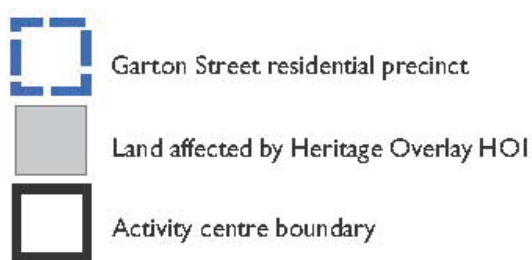 Garton Street residential precinct
Land affected by Heritage Overlay HO1
Activity centre boundary